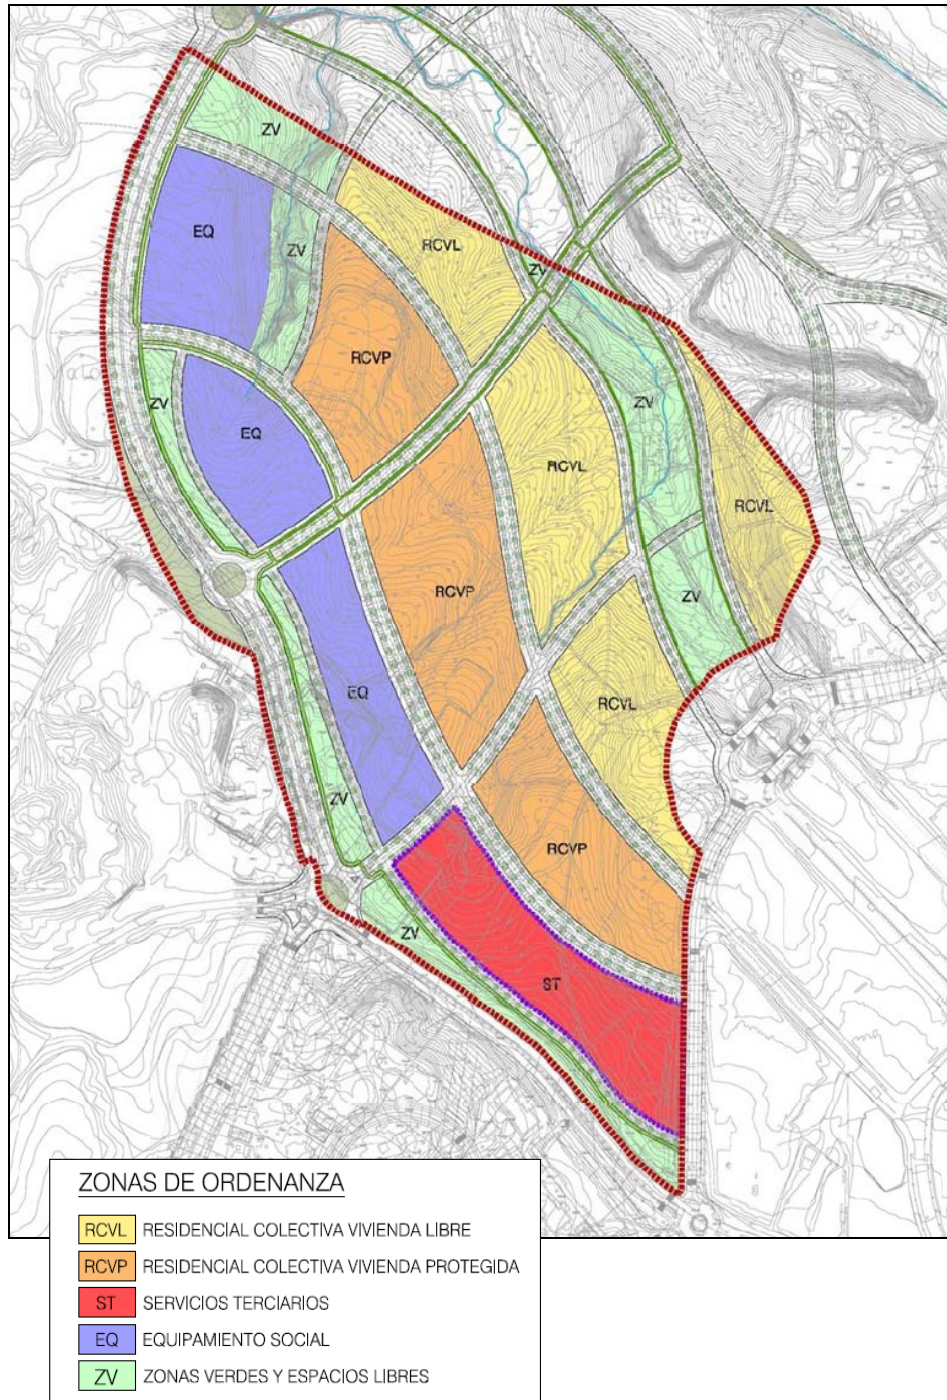 ZV
EQ
ZV
RCVL
ZV
RCVP
ZV
ZV
EQ
RCVL
RCVL
RCVP
ZV
EQ
RCVL
ZV
RCVP
ZV
ST
ZONAS DE ORDENANZA
RCVL RESIDENCIAL COLECTIVA VIVIENDA LIBRE
RCVP RESIDENCIAL COLECTIVA VIVIENDA PROTEGIDA
ST SERVICIOS TERCIARIOS
EQ EQUIPAMIENTO SOCIAL
ZV ZONAS VERDES Y ESPACIOS LIBRES